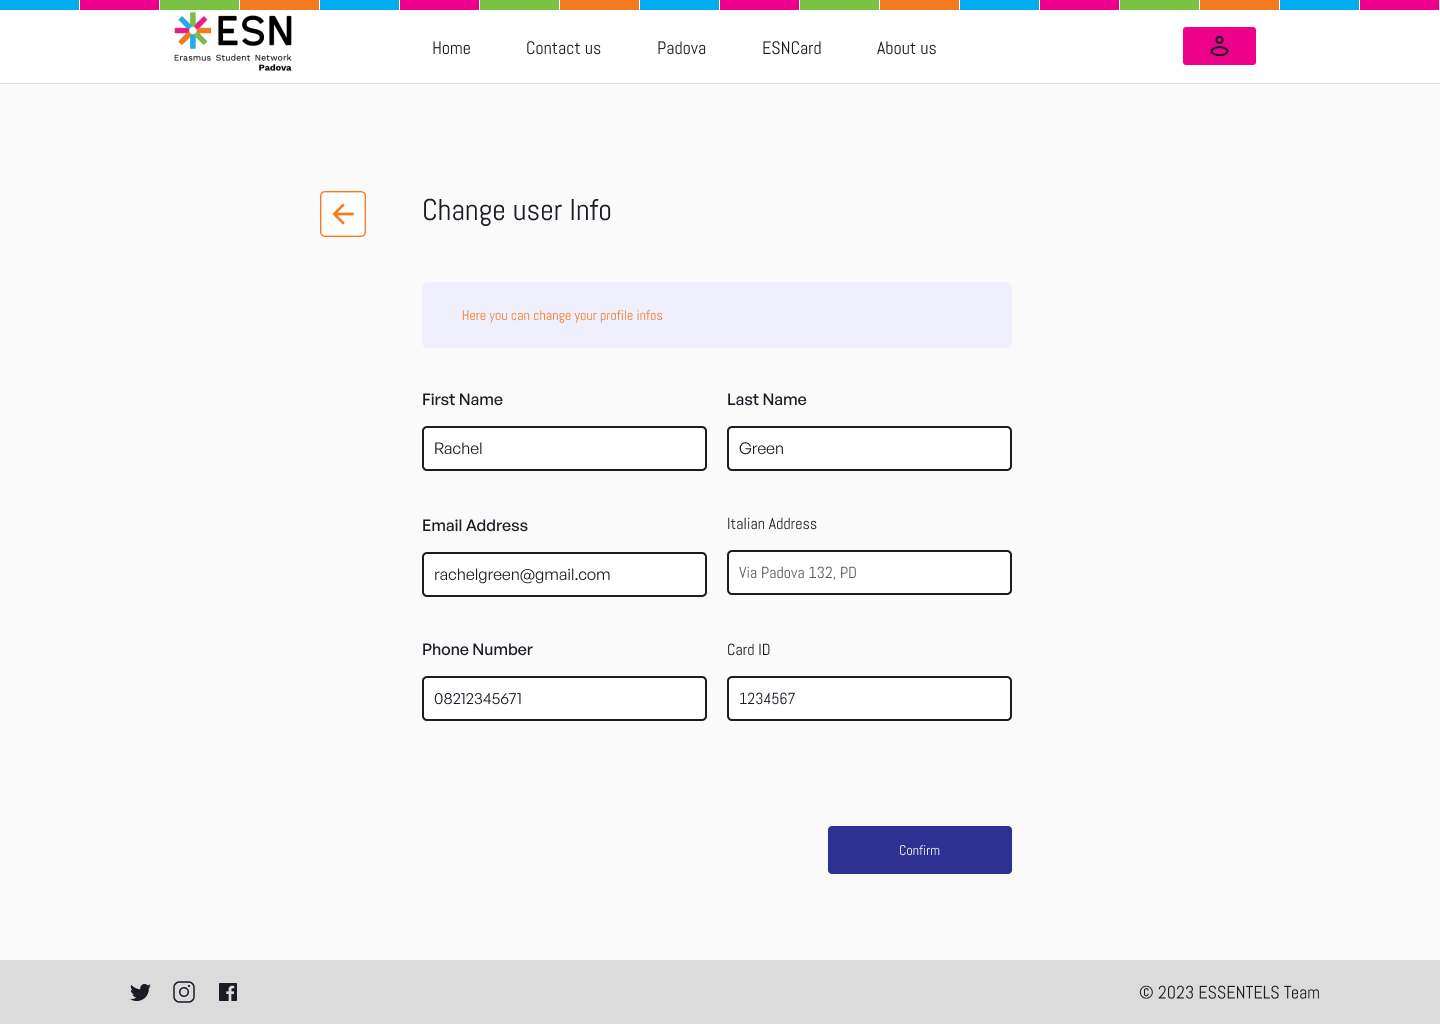 ESN
Erasmus Student Network
Padova
Home
Contact us
Padova
ESNCard
About us
Change user Info
Here you can change your profile infos
First Name
Last Name
Rachel
Green
Email Address
Italian Address
rachelgreen@gmail.com
Via Padova 132, PD
Phone Number
Card ID
08212345671
1234567
Confirm
© 2023 ESSENTELS Team